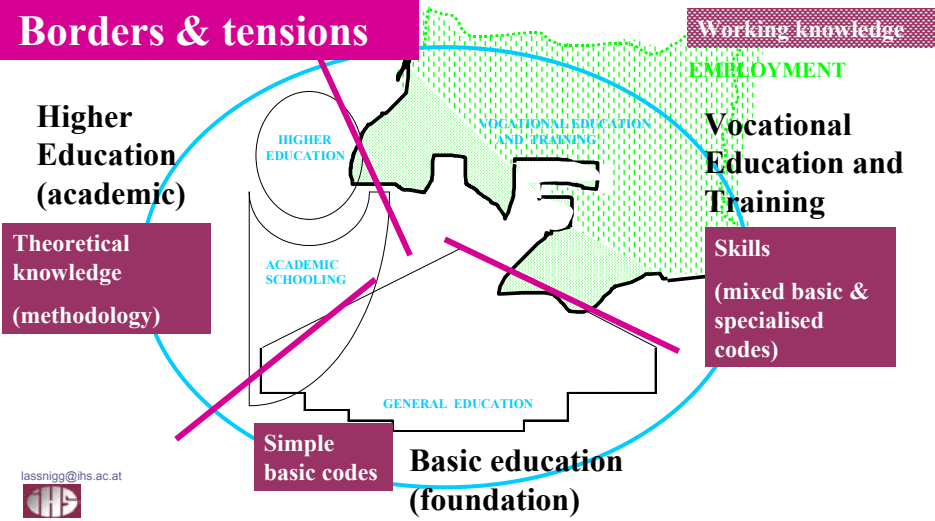 Borders & tensions
Working knowledge
EMPLOYMENT
Higher
Education
(academic)
HIGHER
EDUCATION
VOCATIONAL EDUCATION
AND TRAINING
Vocational
Education and
Training
Theoretical
knowledge
(methodology)
ACADEMIC
SCHOOLING
Skills
(mixed basic &
specialised
codes)
GENERAL EDUCATION
Simple
basic codes
Basic education
(foundation)
lassnigg@ihs.ac.at
IHS